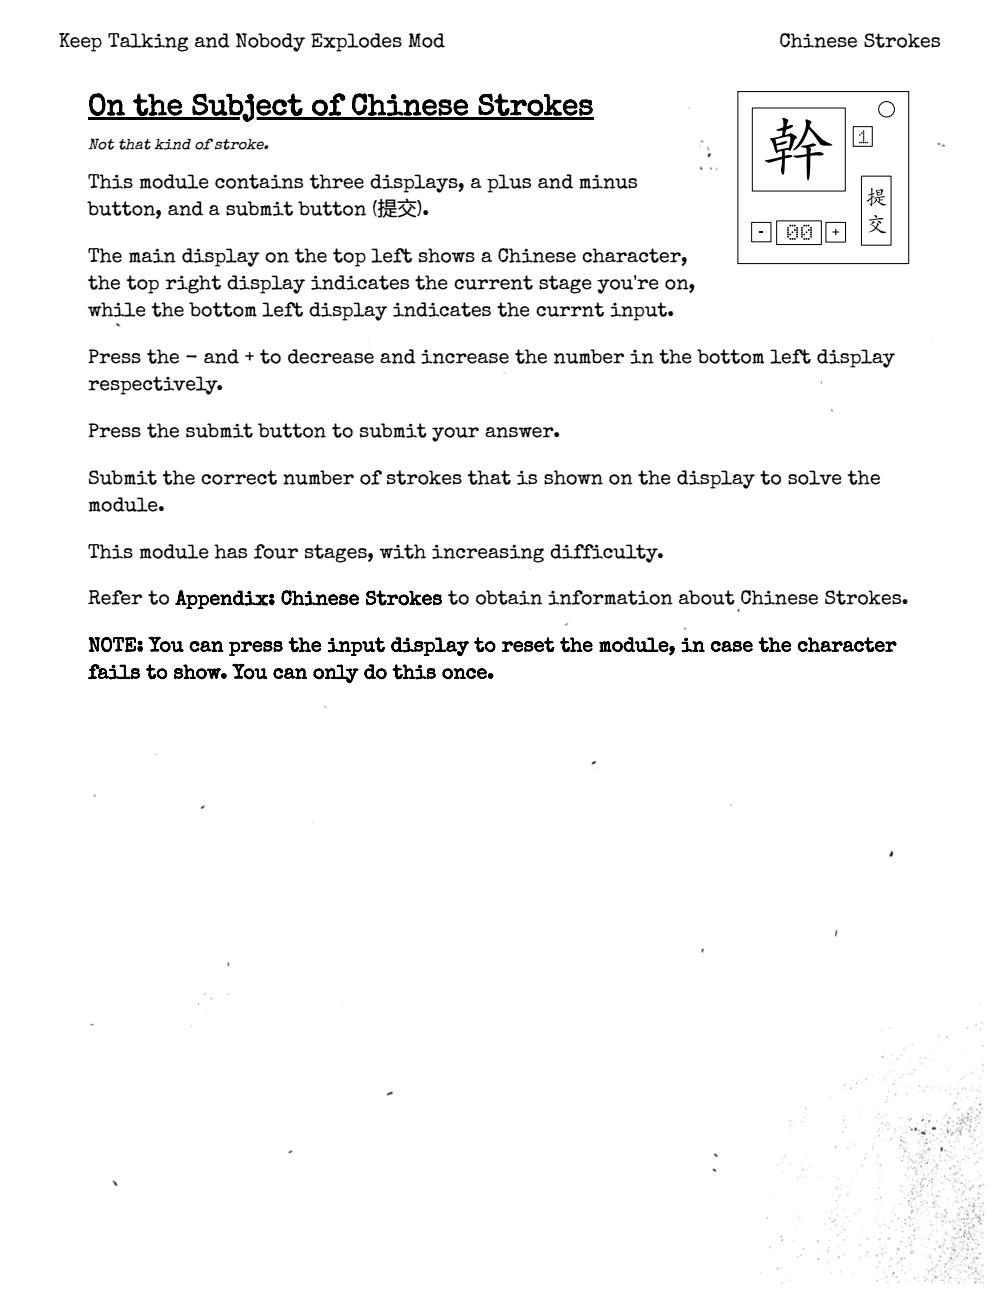 Keep Talking and Nobody Explodes Mod
Chinese Strokes
On the Subject of Chinese Strokes
Not that kind of stroke.
This module contains three displays, a plus and minus
button, and a submit button (提交).
The main display on the top left shows a Chinese character,
the top right display indicates the current stage you're on,
while the bottom left display indicates the currnt input.
幹
1
提
交
-
00
+
Press the – and + to decrease and increase the number in the bottom left display
respectively.
Press the submit button to submit your answer.
Submit the correct number of strokes that is shown on the display to solve the
module.
This module has four stages, with increasing difficulty.
Refer to Appendix: Chinese Strokes to obtain information about Chinese Strokes.
NOTE: You can press the input display to reset the module, in case the character
fails to show. You can only do this once.